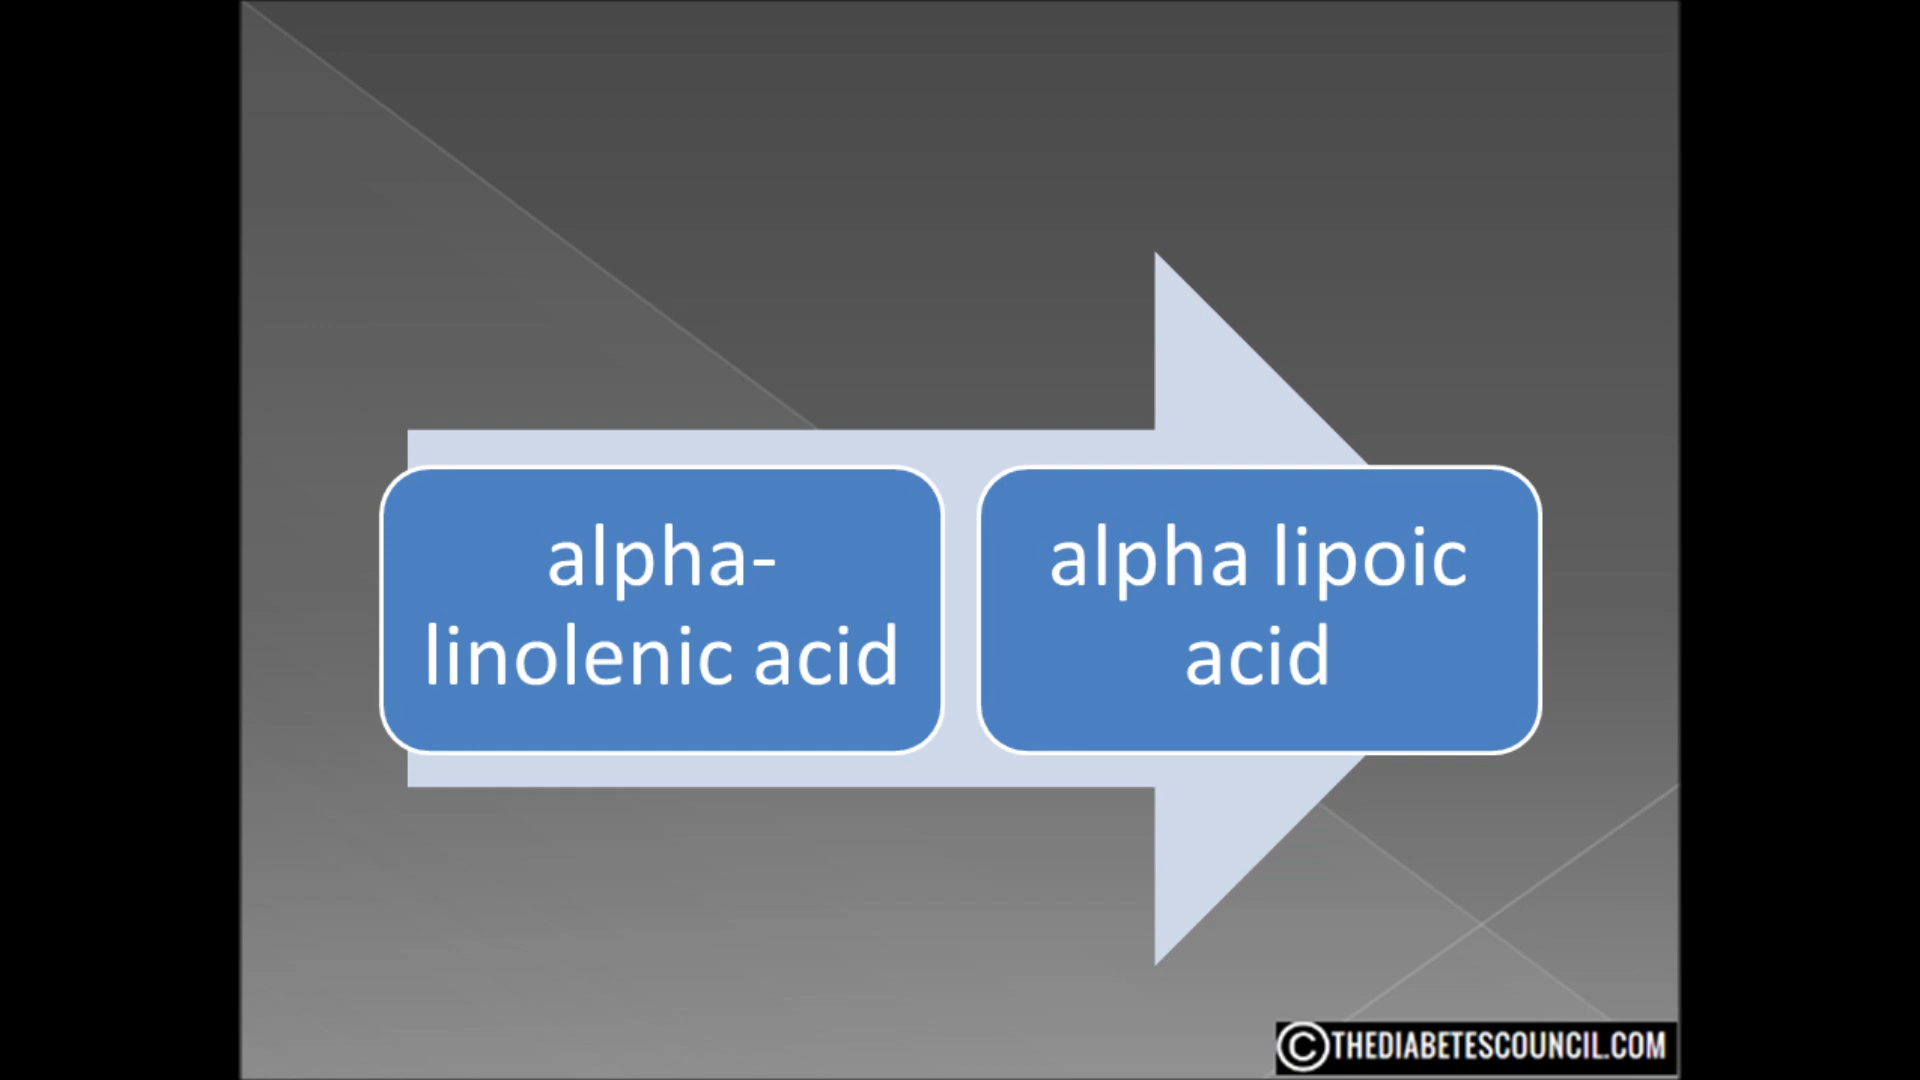 alpha-
linolenic acid
alpha lipoic
acid
©THEDIABETESCOUNCIL.COM